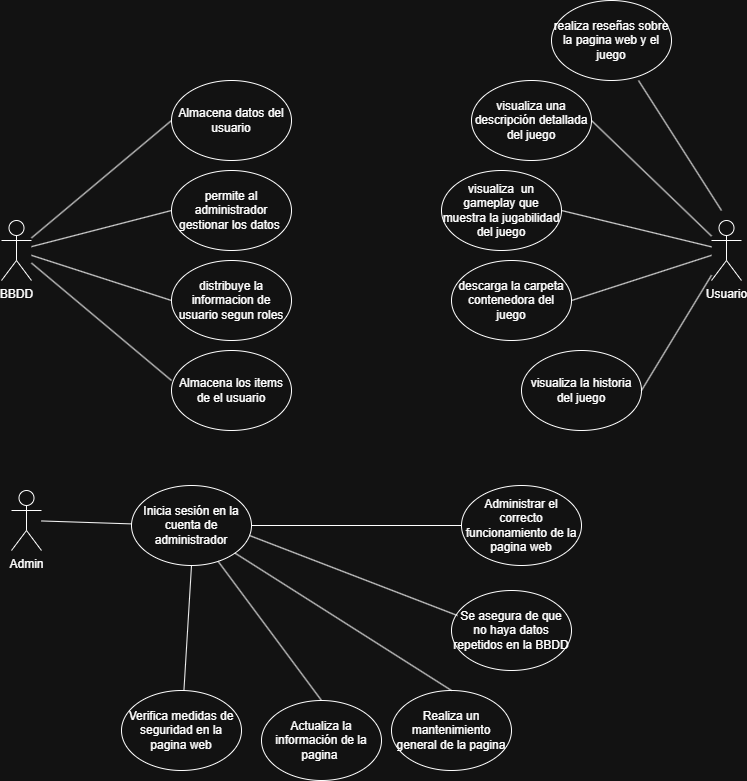 realiza reseñas sobre
la pagina web y el
juego
Almacena datos del
usuario
visualiza una
descripción detallada
del juego
permite al
administrador
gestionar los datos
visualiza un
gameplay que
muestra la jugabilidad
del juego
BBDD
Usuario
distribuye la
informacion de
usuario segun roles
descarga la carpeta
contenedora del
juego
Almacena los items
de el usuario
visualiza la historia
del juego
Admin
Inicia sesión en la
cuenta de
administrador
Administrar el
correcto
funcionamiento de la
pagina web
Se asegura de que
no haya datos
repetidos en la BBDD
Verifica medidas de
seguridad en la
pagina web
Actualiza la
información de la
pagina
Realiza un
mantenimiento
general de la pagina